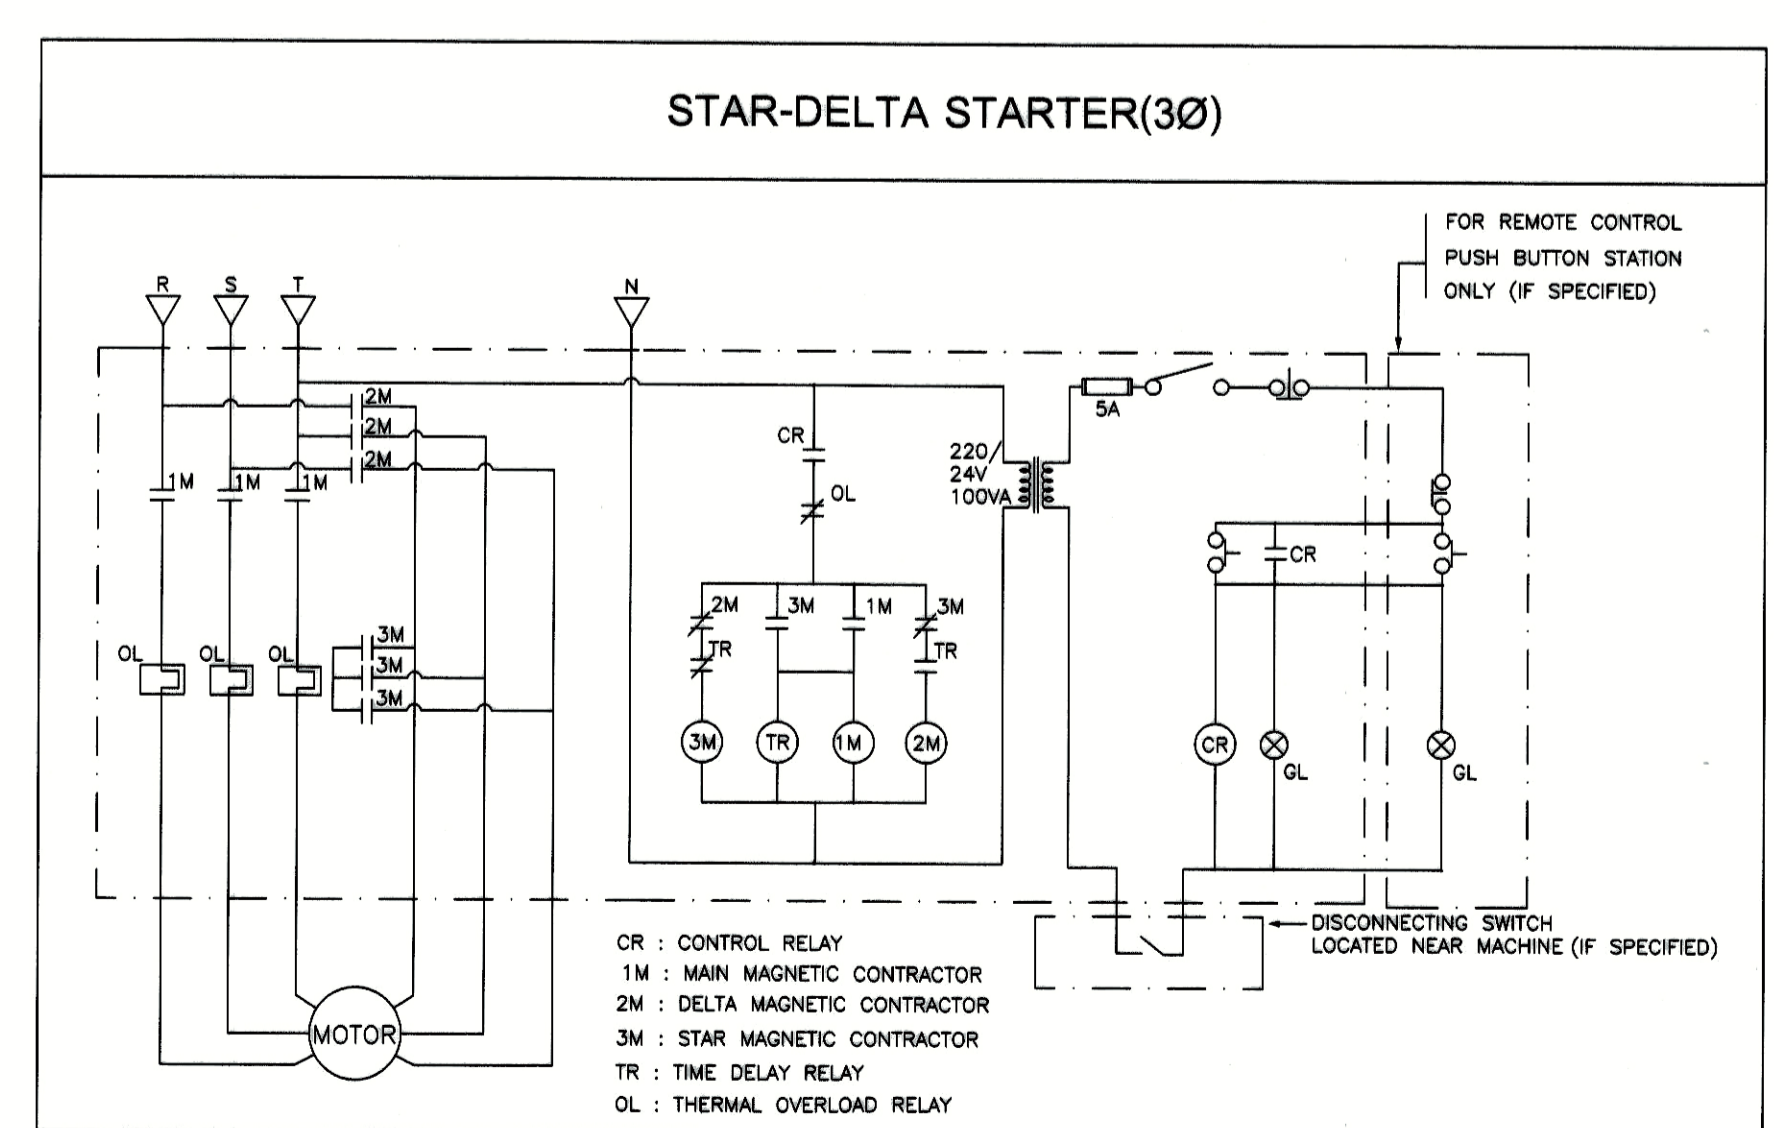 STAR-DELTA STARTER(3Ø)
FOR REMOTE CONTROL
PUSH BUTTON STATION
ONLY (IF SPECIFIED)
R
S
T
N
2M
2M
2M
1M
1M
1M
CR
OL
220/
24V
100VA
5A
CR
2M
3M
1M
3M
TR
TR
OL
OL
OL
3M
3M
3M
3M
TR
1M
2M
CR
GL
GL
DISCONNECTING SWITCH
LOCATED NEAR MACHINE (IF SPECIFIED)
MOTOR
CR : CONTROL RELAY
1M : MAIN MAGNETIC CONTRACTOR
2M : DELTA MAGNETIC CONTRACTOR
3M : STAR MAGNETIC CONTRACTOR
TR : TIME DELAY RELAY
OL : THERMAL OVERLOAD RELAY